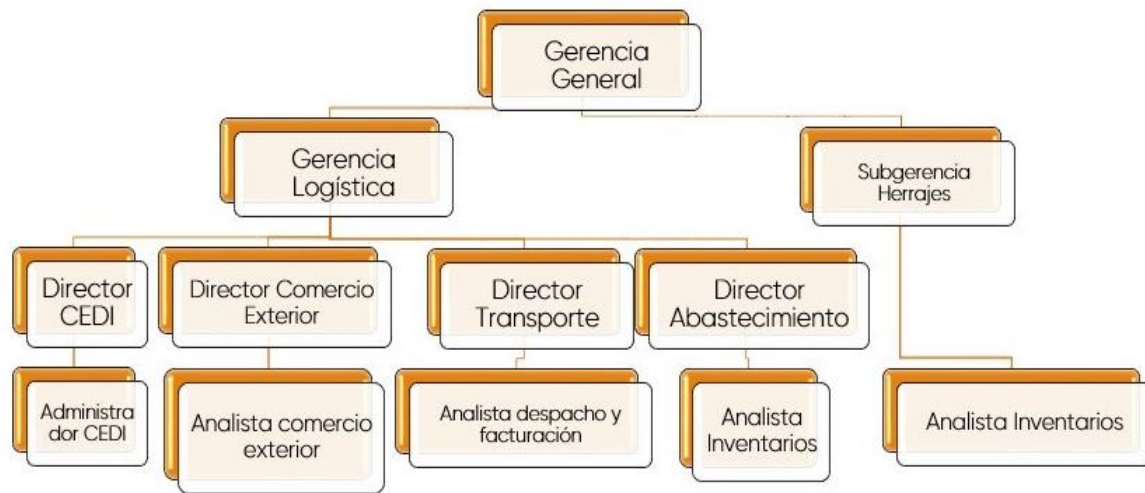 Gerencia
General
Gerencia
Logística
Subgerencia
Herrajes
Director
CEDI
Director Comercio
Exterior
Director
Transporte
Director
Abastecimiento
Administra
dor CEDI
Analista comercio
exterior
Analista despacho y
facturación
Analista
Inventarios
Analista Inventarios